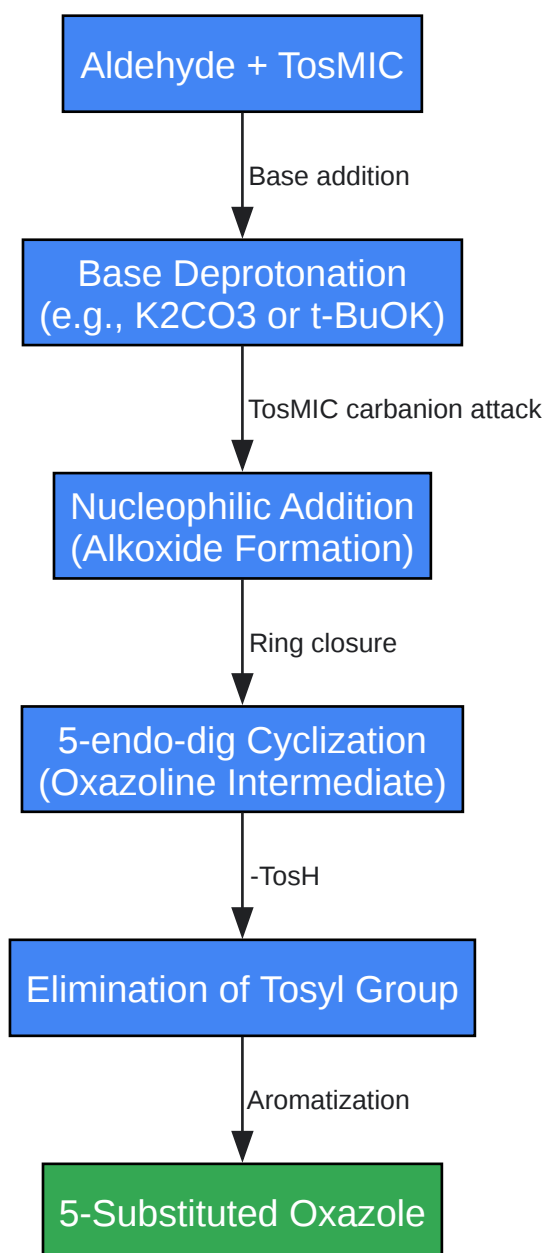 Aldehyde + TosMIC
Base addition
Base Deprotonation
(e.g., K2CO3 or t-BuOK)
TosMIC carbanion attack
Nucleophilic Addition
(Alkoxide Formation)
Ring closure
5-endo-dig Cyclization
(Oxazoline Intermediate)
-TosH
Elimination of Tosyl Group
Aromatization
5-Substituted Oxazole